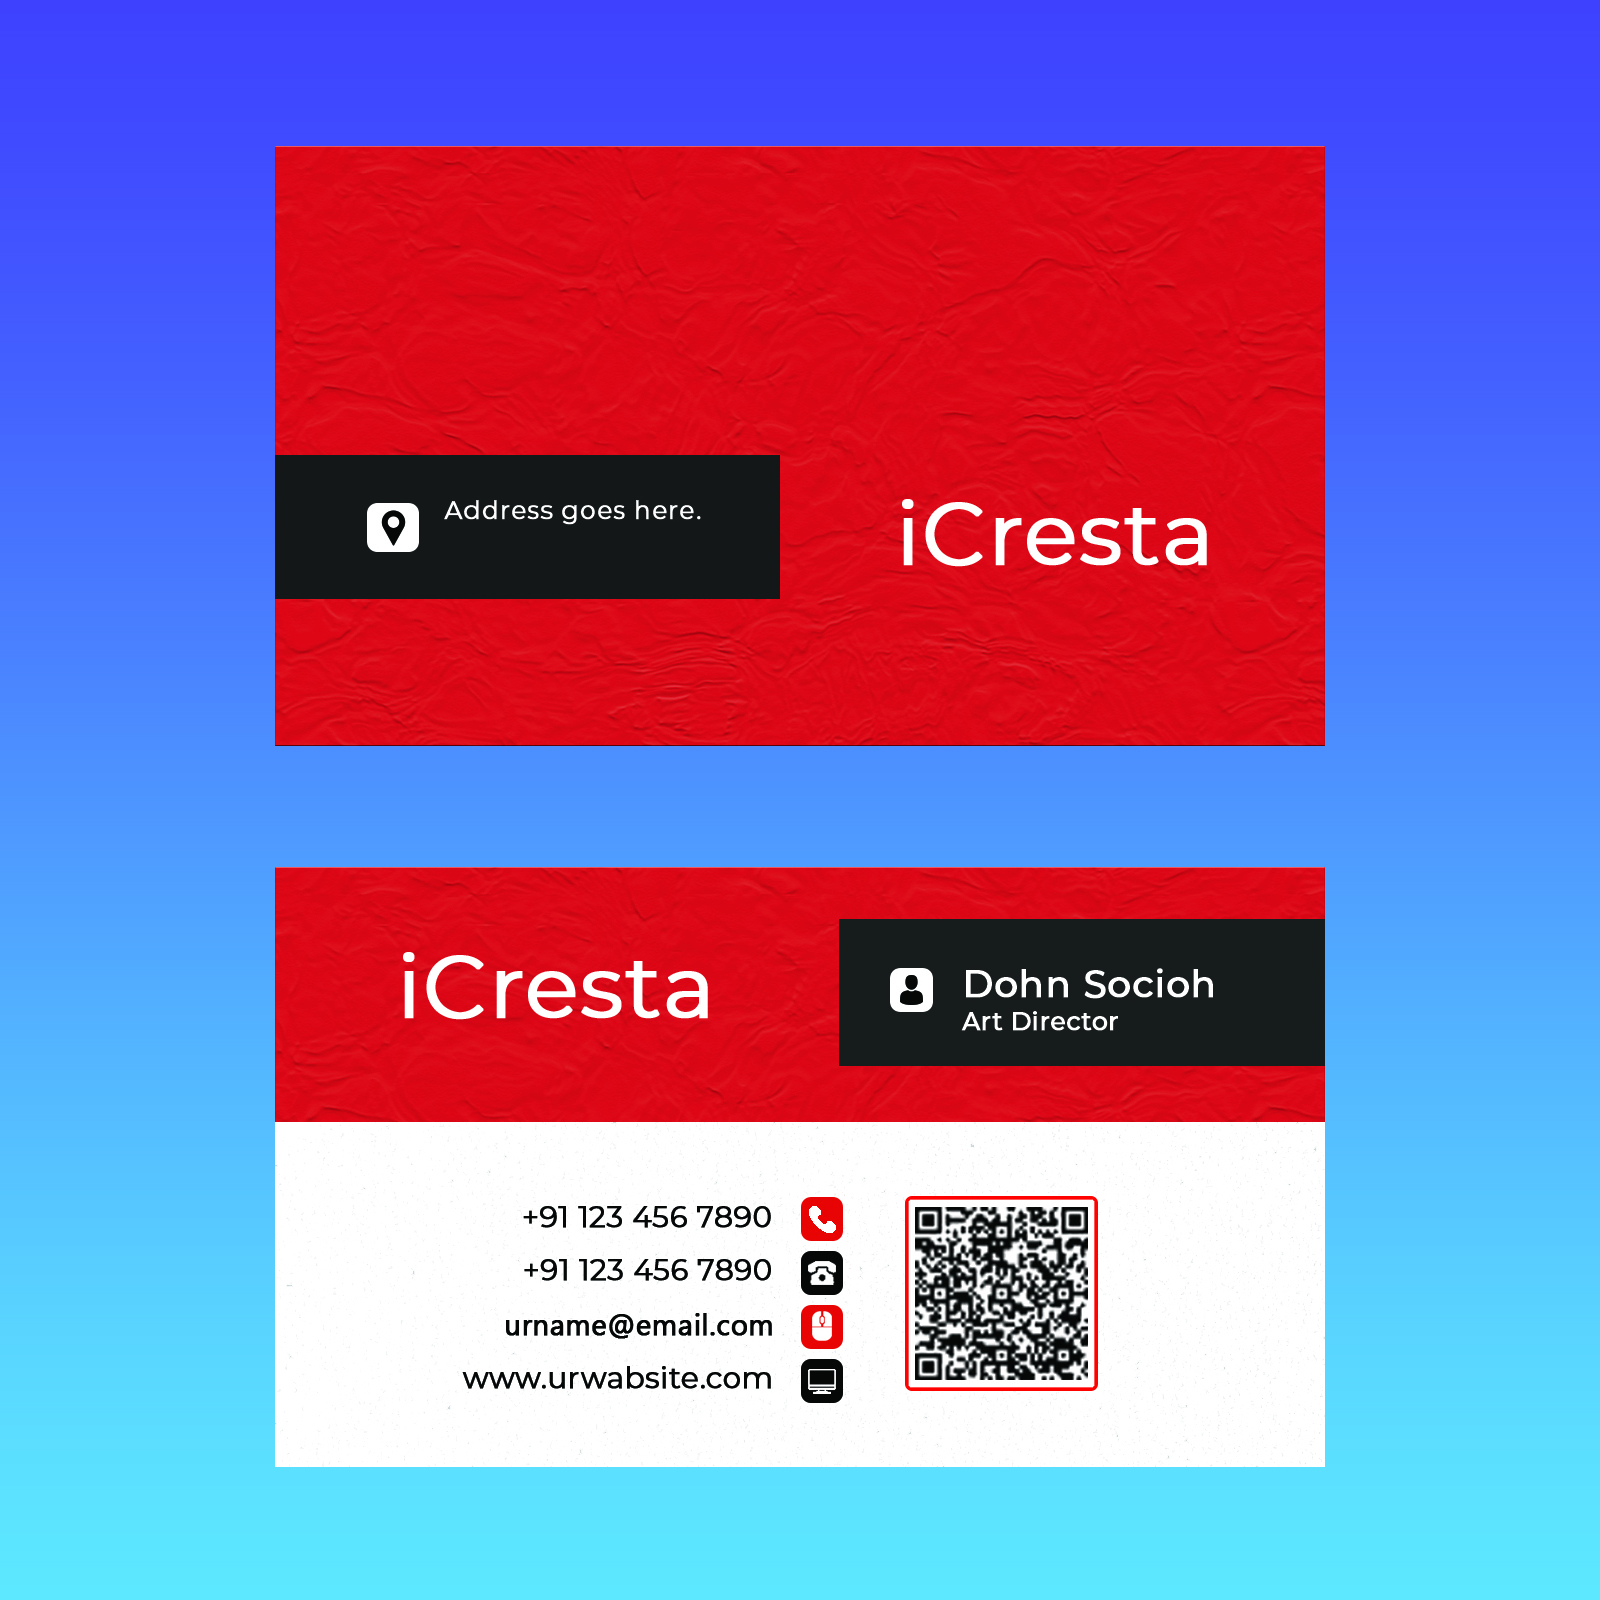 Address goes here.
iCresta
iCresta
Dohn Socioh
Art Director
+91 123 456 7890
+91 123 456 7890
urname@email.com
www.urwabsite.com